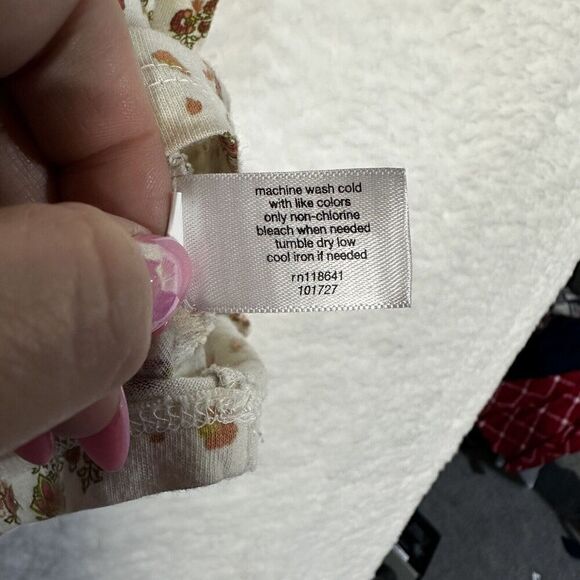 machine wash cold
with like colors
only non-chlorine
bleach when needed
tumble dry low
cool iron if needed
rn118641
101727